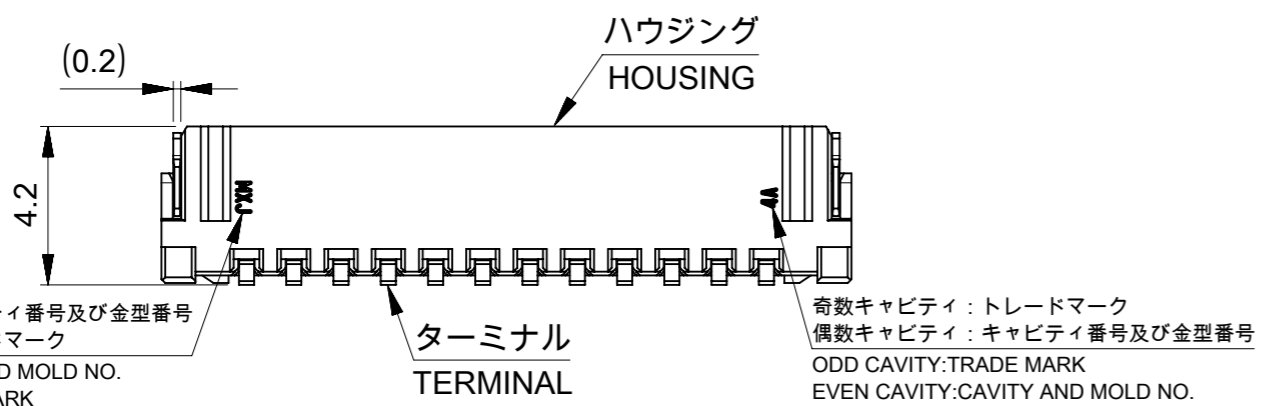 (0.2)
ハウジング
HOUSING
4.2
MXJ
ィ番号及び金型番号
マーク
MOLD NO.
ターミナル
TERMINAL
奇数キャビティ：トレードマーク
偶数キャビティ：キャビティ番号及び金型番号
ODD CAVITY:TRADE MARK
EVEN CAVITY:CAVITY AND MOLD NO.